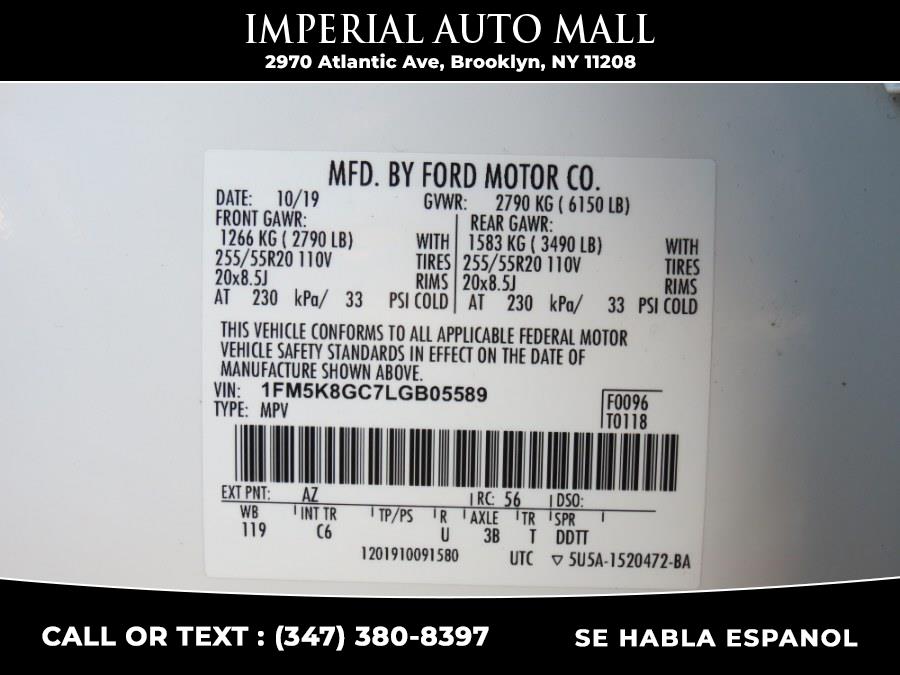 IMPERIAL AUTO MALL
2970 Atlantic Ave, Brooklyn, NY 11208
MFD. BY FORD MOTOR CO.
DATE: 10/19 GVWR: 2790 KG ( 6150 LB)
FRONT GAWR: REAR GAWR:
1266 KG ( 2790 LB) WITH 1583 KG ( 3490 LB) WITH
255/55R20 110V TIRES 255/55R20 110V TIRES
20x8.5J RIMS 20x8.5J RIMS
AT 230 kPa/ 33 PSI COLD AT 230 kPa/ 33 PSI COLD
THIS VEHICLE CONFORMS TO ALL APPLICABLE FEDERAL MOTOR
VEHICLE SAFETY STANDARDS IN EFFECT ON THE DATE OF
MANUFACTURE SHOWN ABOVE.
VIN: 1FM5K8GC7LGB05589
TYPE: MPV
F0096
T0118
EXT PNT: AZ RC: 56 DSO:
WB INT TR TP/PS R AXLE TR SPR
119 C6 U 3B T DDTT
1201910091580 UTC ▽ 5U5A-1520472-BA
CALL OR TEXT : (347) 380-8397 SE HABLA ESPANOL